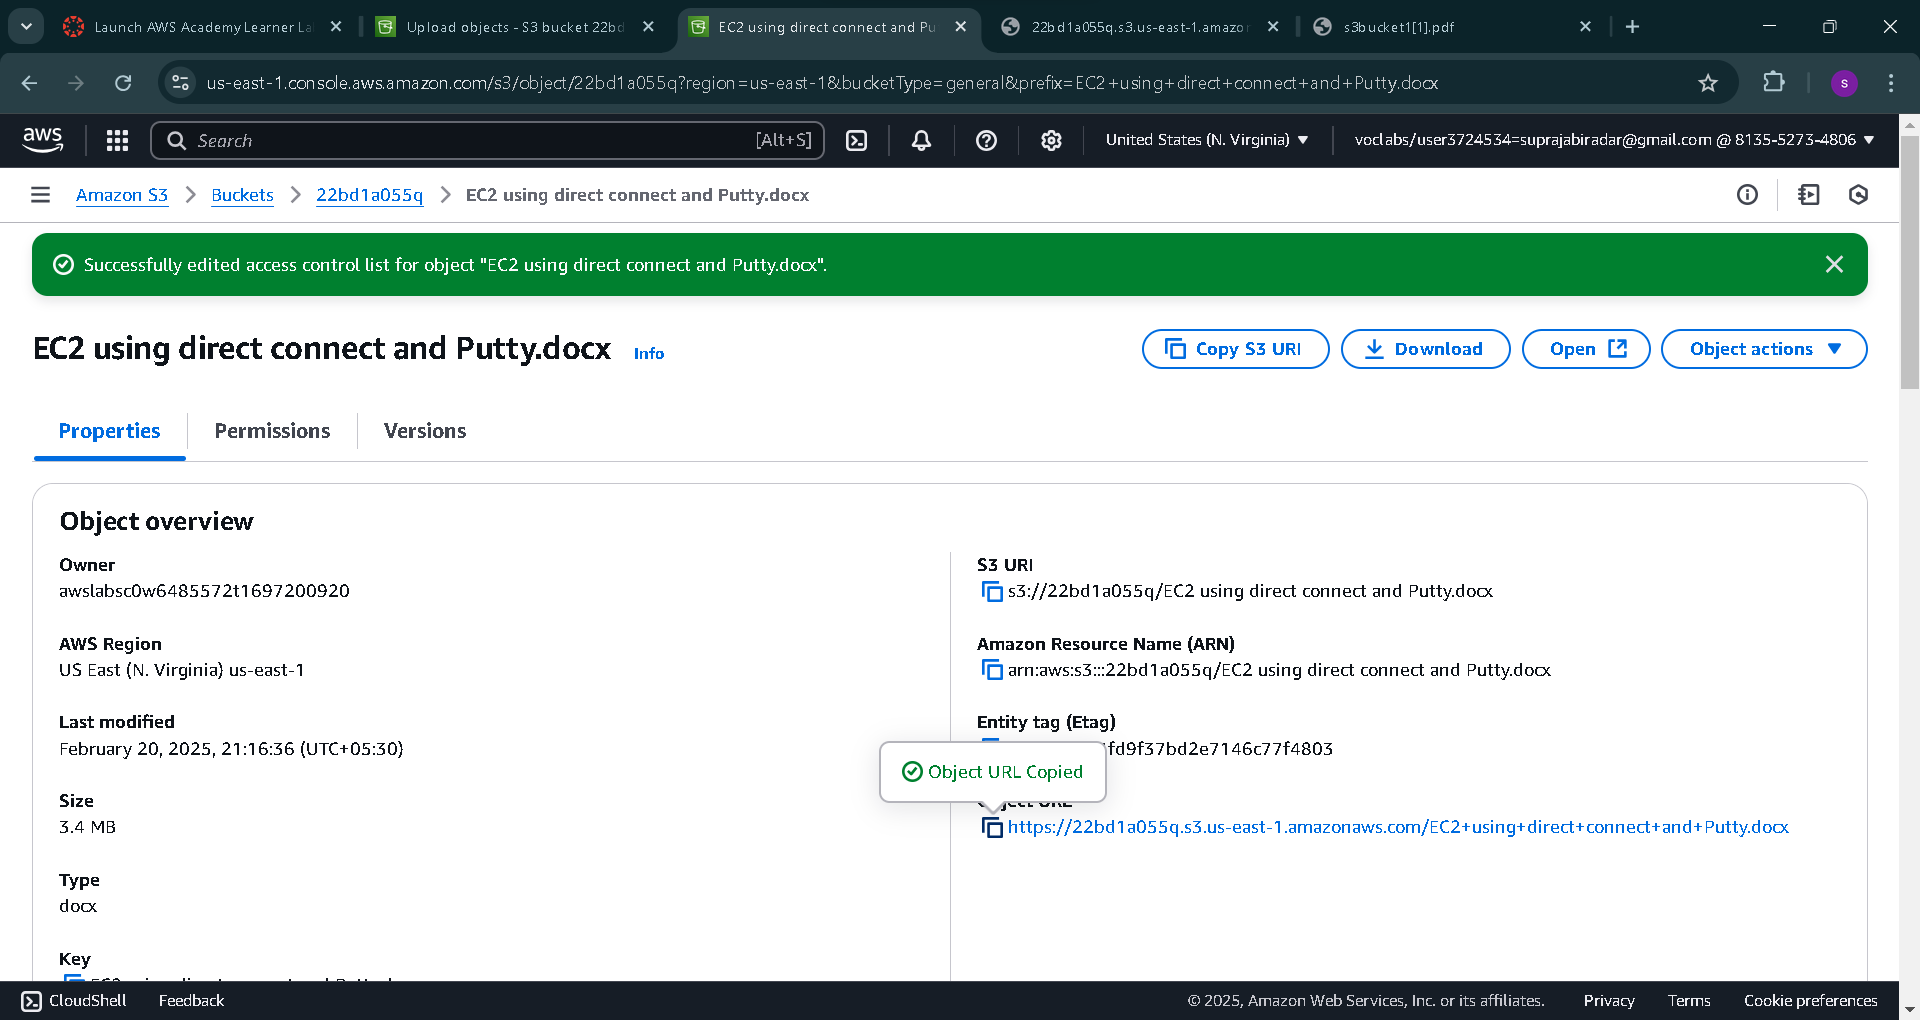 Launch AWS Academy Learner La
Upload objects - S3 bucket 22bd
EC2 using direct connect and Pu
22bd1a055q.s3.us-east-1.amazor
s3bucket1[1].pdf
us-east-1.console.aws.amazon.com/s3/object/22bd1a055q?region=us-east-1&bucketType=general&prefix=EC2+using+direct+connect+and+Putty.docx
S
aws
Search
[Alt+S]
United States (N. Virginia)
voclabs/user3724534=suprajabiradar@gmail.com @ 8135-5273-4806
Amazon S3
Buckets
22bd1a055q
EC2 using direct connect and Putty.docx
Successfully edited access control list for object "EC2 using direct connect and Putty.docx".
EC2 using direct connect and Putty.docx
Info
Copy S3 URI
Download
Open
Object actions
Properties
Permissions
Versions
Object overview
Owner
awslabsc0w6485572t1697200920
AWS Region
US East (N. Virginia) us-east-1
Last modified
February 20, 2025, 21:16:36 (UTC+05:30)
Size
3.4 MB
Type
docx
Key
S3 URI
s3://22bd1a055q/EC2 using direct connect and Putty.docx
Amazon Resource Name (ARN)
arn:aws:s3:::22bd1a055q/EC2 using direct connect and Putty.docx
Entity tag (Etag)
fd9f37bd2e7146c77f4803
Object URL Copied
https://22bd1a055q.s3.us-east-1.amazonaws.com/EC2+using+direct+connect+and+Putty.docx
CloudShell
Feedback
© 2025, Amazon Web Services, Inc. or its affiliates.
Privacy
Terms
Cookie preferences